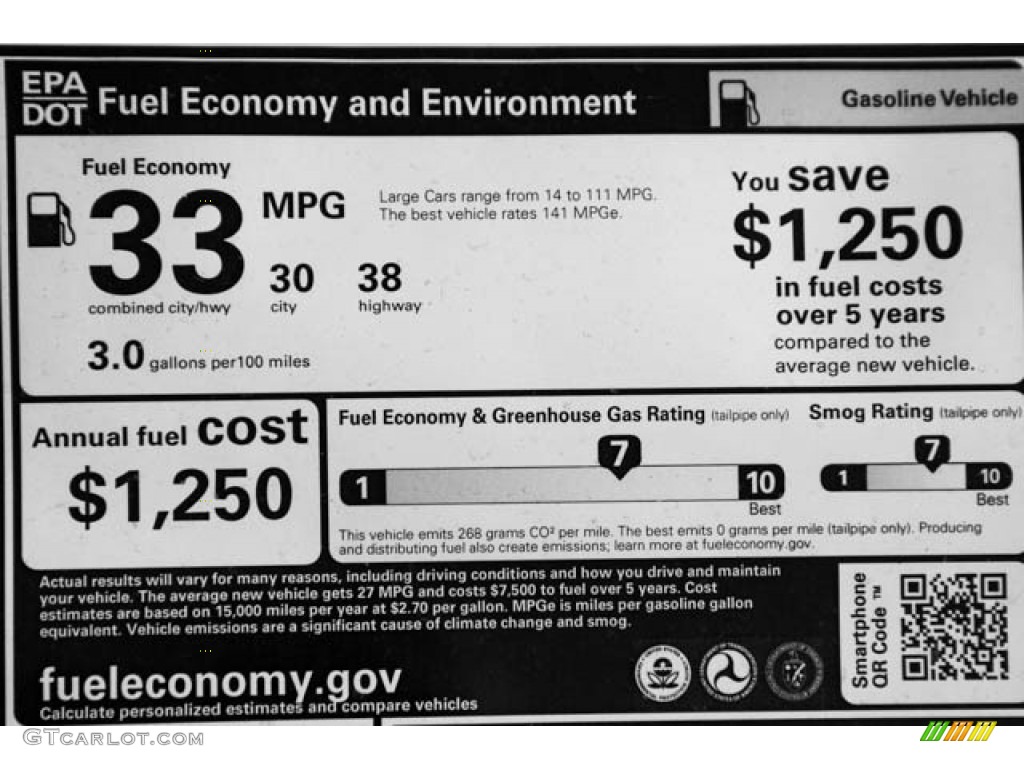 EPA
DOT
Fuel Economy and Environment
Gasoline Vehicle
Fuel Economy
33 MPG
combined city/hwy
30
city
38
highway
3.0 gallons per100 miles
Large Cars range from 14 to 111 MPG.
The best vehicle rates 141 MPGe.
You save
$1,250
in fuel costs
over 5 years
compared to the
average new vehicle.
Annual fuel cost
$1,250
Fuel Economy & Greenhouse Gas Rating (tailpipe only)
7
1
10
Best
Smog Rating (tailpipe only)
7
1
10
Best
This vehicle emits 268 grams CO² per mile. The best emits 0 grams per mile (tailpipe only). Producing
and distributing fuel also create emissions; learn more at fueleconomy.gov.
Actual results will vary for many reasons, including driving conditions and how you drive and maintain
your vehicle. The average new vehicle gets 27 MPG and costs $7,500 to fuel over 5 years. Cost
estimates are based on 15,000 miles per year at $2.70 per gallon. MPGe is miles per gasoline gallon
equivalent. Vehicle emissions are a significant cause of climate change and smog.
fueleconomy.gov
Calculate personalized estimates and compare vehicles
Smartphone
QR Code ™
GTcarlot.com